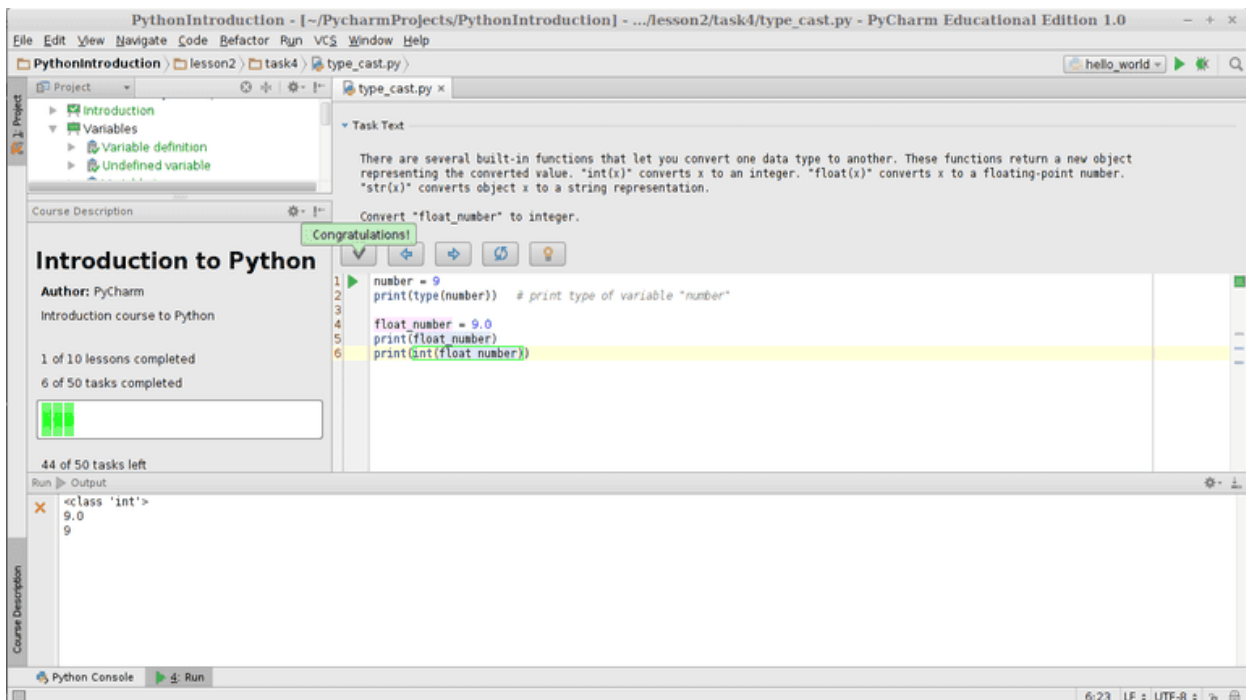 PythonIntroduction - [~/PycharmProjects/PythonIntroduction] - .../lesson2/task4/type_cast.py - PyCharm Educational Edition 1.0
File Edit View Navigate Code Refactor Run VCS Window Help
PythonIntroduction lesson2 task4 type_cast.py
hello_world
1: Project
Project
type_cast.py
Introduction
Variables
Variable definition
Undefined variable
Task Text
There are several built-in functions that let you convert one data type to another. These functions return a new object
representing the converted value. "int(x)" converts x to an integer. "float(x)" converts x to a floating-point number.
"str(x)" converts object x to a string representation.
Convert "float_number" to integer.
Congratulations!
Course Description
Introduction to Python
Author: PyCharm
Introduction course to Python
1 of 10 lessons completed
6 of 50 tasks completed
44 of 50 tasks left
1 number = 9
2 print(type(number)) # print type of variable "number"
3
4 float_number = 9.0
5 print(float_number)
6 print(int(float_number))
Run Output
<class 'int'>
9.0
9
Course Description
Python Console 4: Run
6:23 LF UTF-8